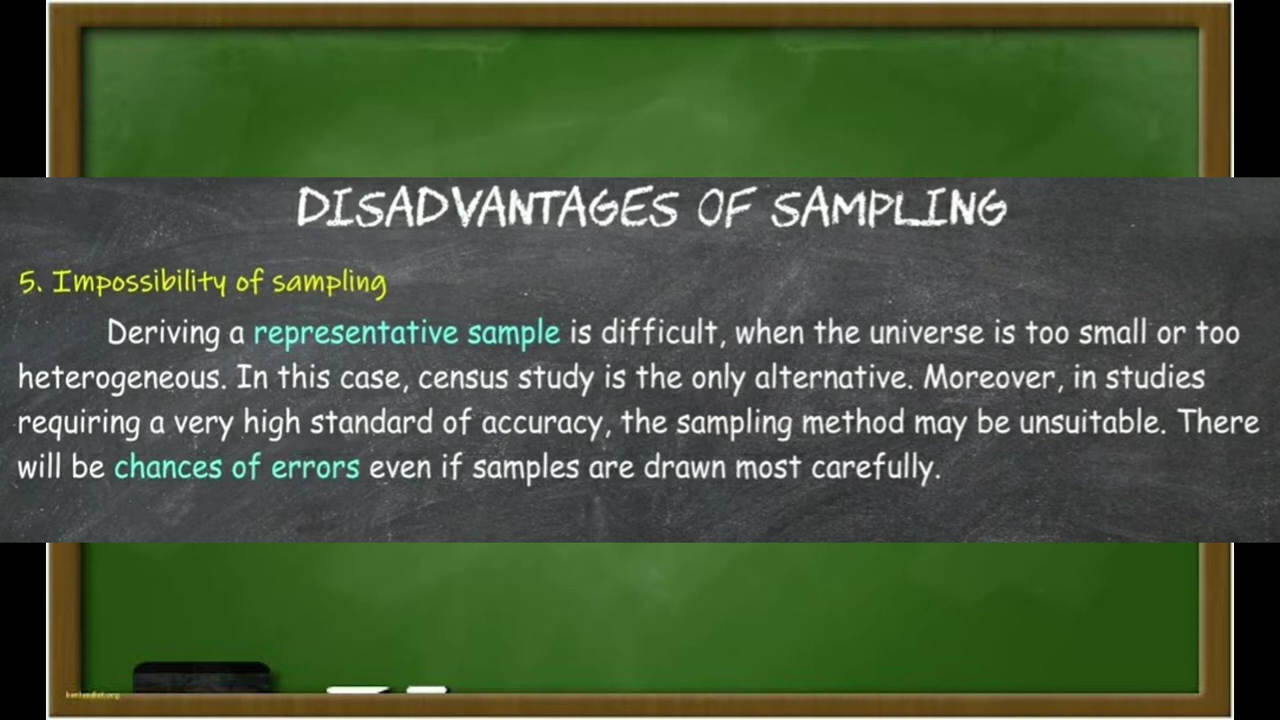 DISADVANTAGES OF SAMPLING
5. Impossibility of sampling
Deriving a representative sample is difficult, when the universe is too small or too
heterogeneous. In this case, census study is the only alternative. Moreover, in studies
requiring a very high standard of accuracy, the sampling method may be unsuitable. There
will be chances of errors even if samples are drawn most carefully.